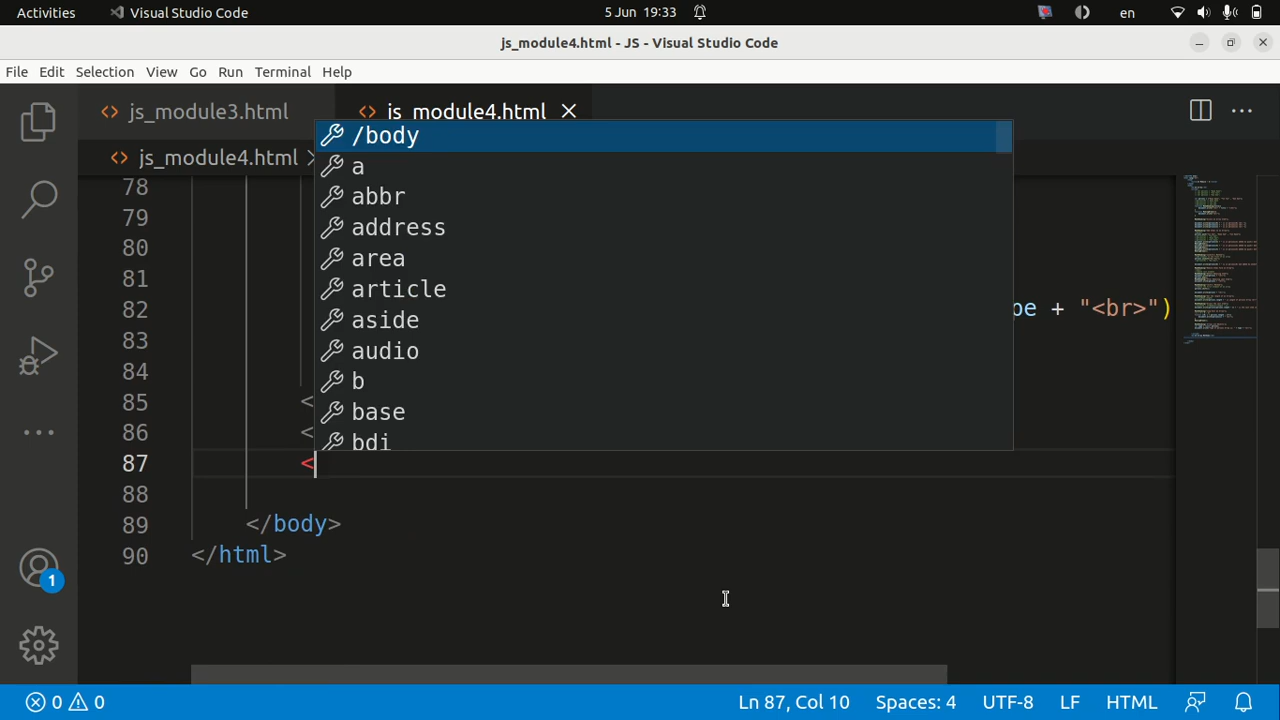 Activities Visual Studio Code 5 Jun 19:33 en
js_module4.html - JS - Visual Studio Code
File Edit Selection View Go Run Terminal Help
js_module3.html js_module4.html
js_module4.html
/body
a
abbr
address
area
article
aside
audio
b
base
bdi
78
79
80
81
82 pe + "<br>")
83
84
85 <
86 <
87 <
88
89 </body>
90 </html>
1
0 0 Ln 87, Col 10 Spaces: 4 UTF-8 LF HTML